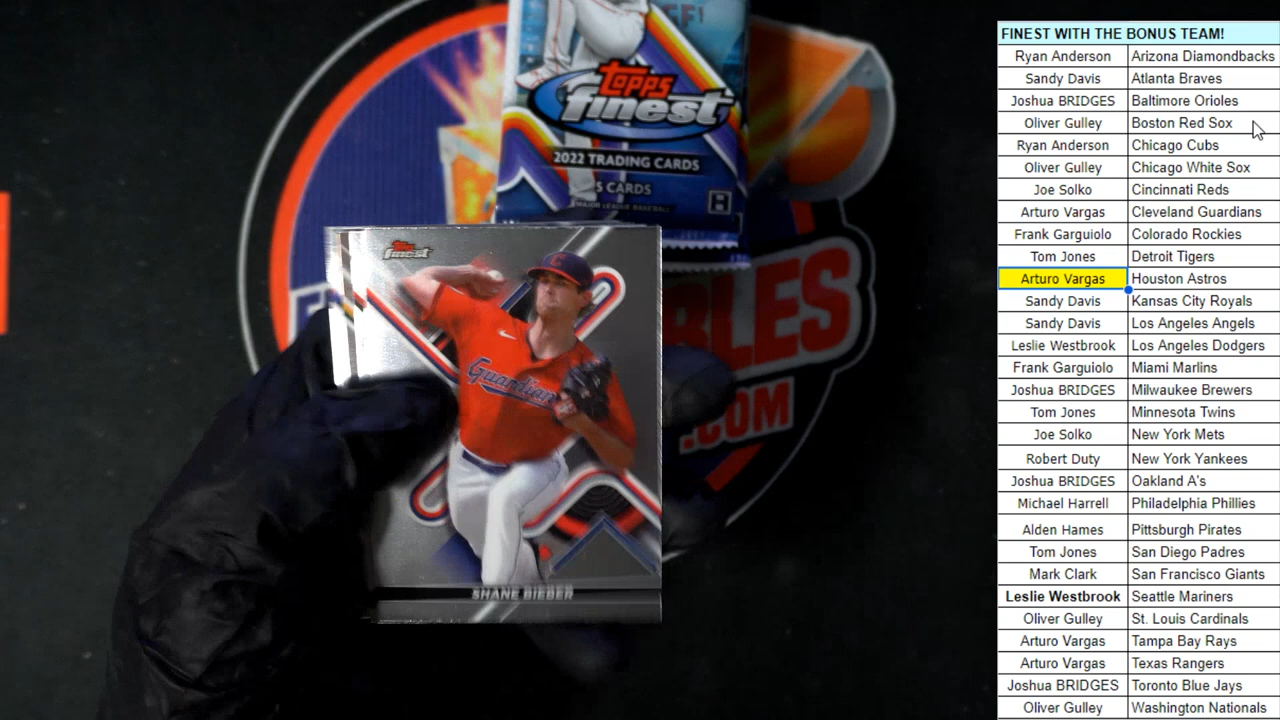 FF!
TOPPS
finest
2022 TRADING CARDS
5 CARDS
MAJOR LEAGUE BASEBALL
H
Topps
finest
C
Guardian
SHANE BIEBER
BLES
.COM
FINEST WITH THE BONUS TEAM!
Ryan Anderson Arizona Diamondbacks
Sandy Davis Atlanta Braves
Joshua BRIDGES Baltimore Orioles
Oliver Gulley Boston Red Sox
Ryan Anderson Chicago Cubs
Oliver Gulley Chicago White Sox
Joe Solko Cincinnati Reds
Arturo Vargas Cleveland Guardians
Frank Garguiolo Colorado Rockies
Tom Jones Detroit Tigers
Arturo Vargas Houston Astros
Sandy Davis Kansas City Royals
Sandy Davis Los Angeles Angels
Leslie Westbrook Los Angeles Dodgers
Frank Garguiolo Miami Marlins
Joshua BRIDGES Milwaukee Brewers
Tom Jones Minnesota Twins
Joe Solko New York Mets
Robert Duty New York Yankees
Joshua BRIDGES Oakland A's
Michael Harrell Philadelphia Phillies
Alden Hames Pittsburgh Pirates
Tom Jones San Diego Padres
Mark Clark San Francisco Giants
Leslie Westbrook Seattle Mariners
Oliver Gulley St. Louis Cardinals
Arturo Vargas Tampa Bay Rays
Arturo Vargas Texas Rangers
Joshua BRIDGES Toronto Blue Jays
Oliver Gulley Washington Nationals